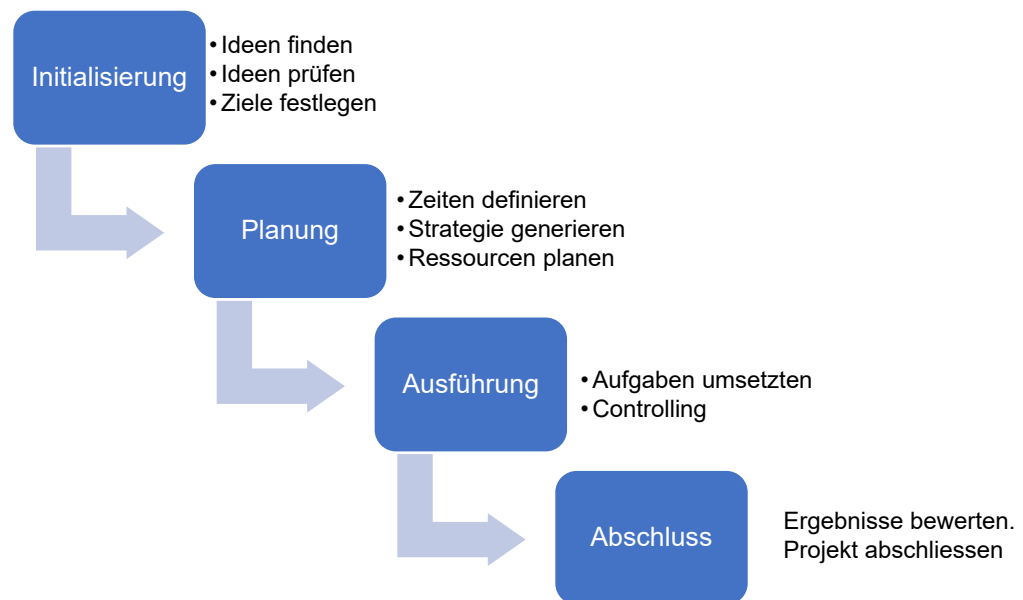 Initialisierung
• Ideen finden
• Ideen prüfen
• Ziele festlegen
Planung
• Zeiten definieren
• Strategie generieren
• Ressourcen planen
Ausführung
• Aufgaben umsetzten
• Controlling
Abschluss
Ergebnisse bewerten.
Projekt abschliessen